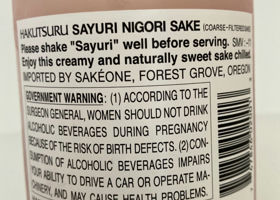 HAKUTSURU SAYURI NIGORI SAKE (COARSE-FILTERED SAKE)
Please shake "Sayuri" well before serving. SMV: -11
Enjoy this creamy and naturally sweet sake chilled.
IMPORTED BY SAKÉONE, FOREST GROVE, OREGON
GOVERNMENT WARNING: (1) ACCORDING TO THE
SURGEON GENERAL, WOMEN SHOULD NOT DRINK
ALCOHOLIC BEVERAGES DURING PREGNANCY
BECAUSE OF THE RISK OF BIRTH DEFECTS. (2) CON-
SUMPTION OF ALCOHOLIC BEVERAGES IMPAIRS
YOUR ABILITY TO DRIVE A CAR OR OPERATE MA-
CHINERY, AND MAY CAUSE HEALTH PROBLEMS.